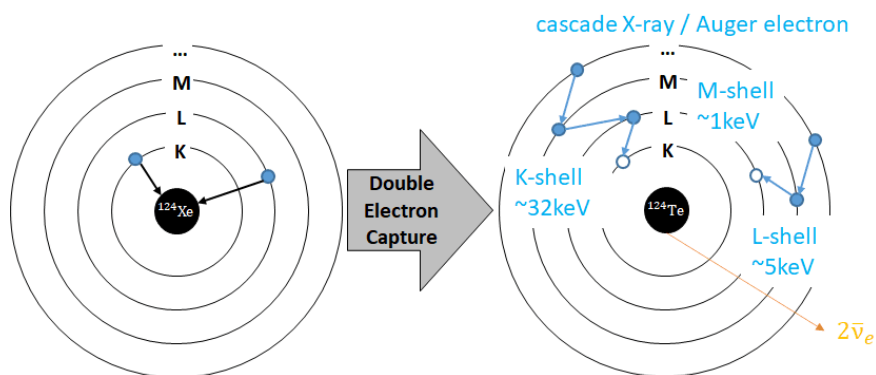 cascade X-ray / Auger electron
...
M
L
K
¹²⁴Xe
Double
Electron
Capture
...
M
L
K
¹²⁴Te
M-shell
~1keV
K-shell
~32keV
L-shell
~5keV
2ν̄ₑ